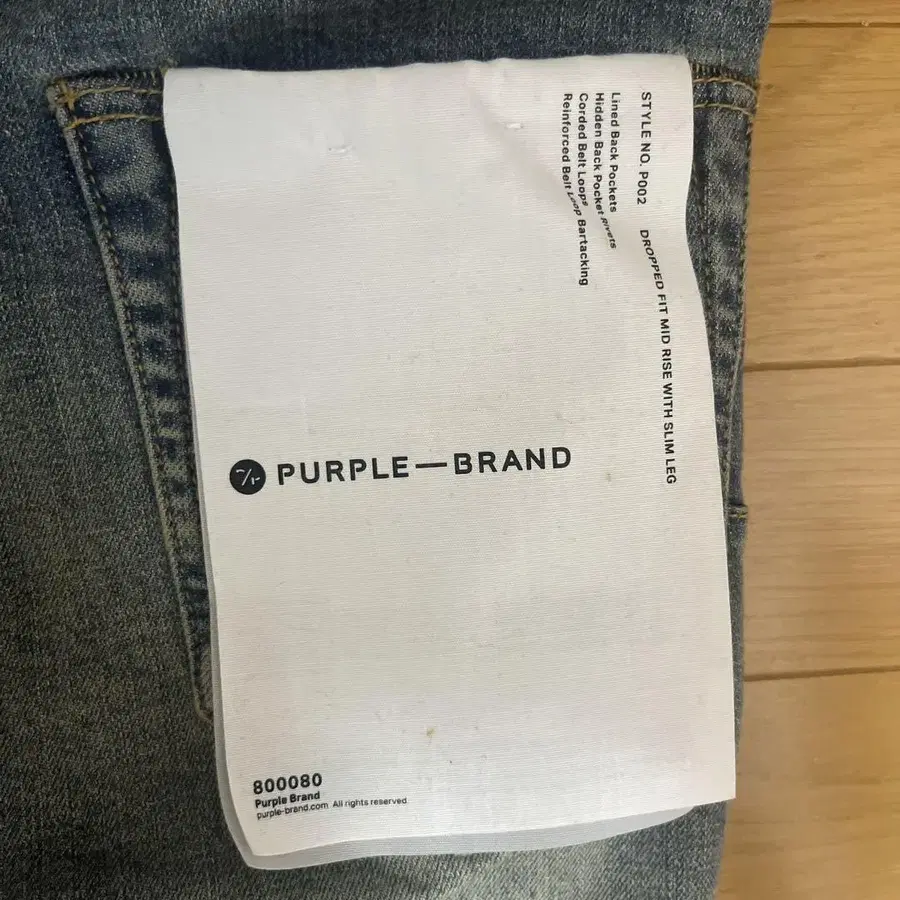 STYLE NO. P002 DROPPED FIT MID RISE WITH SLIM LEG
Lined Back Pockets
Hidden Back Pocket Rivets
Corded Belt Loops
Reinforced Belt Loop Bartacking
PURPLE—BRAND
800080
Purple Brand
purple-brand.com All rights reserved.